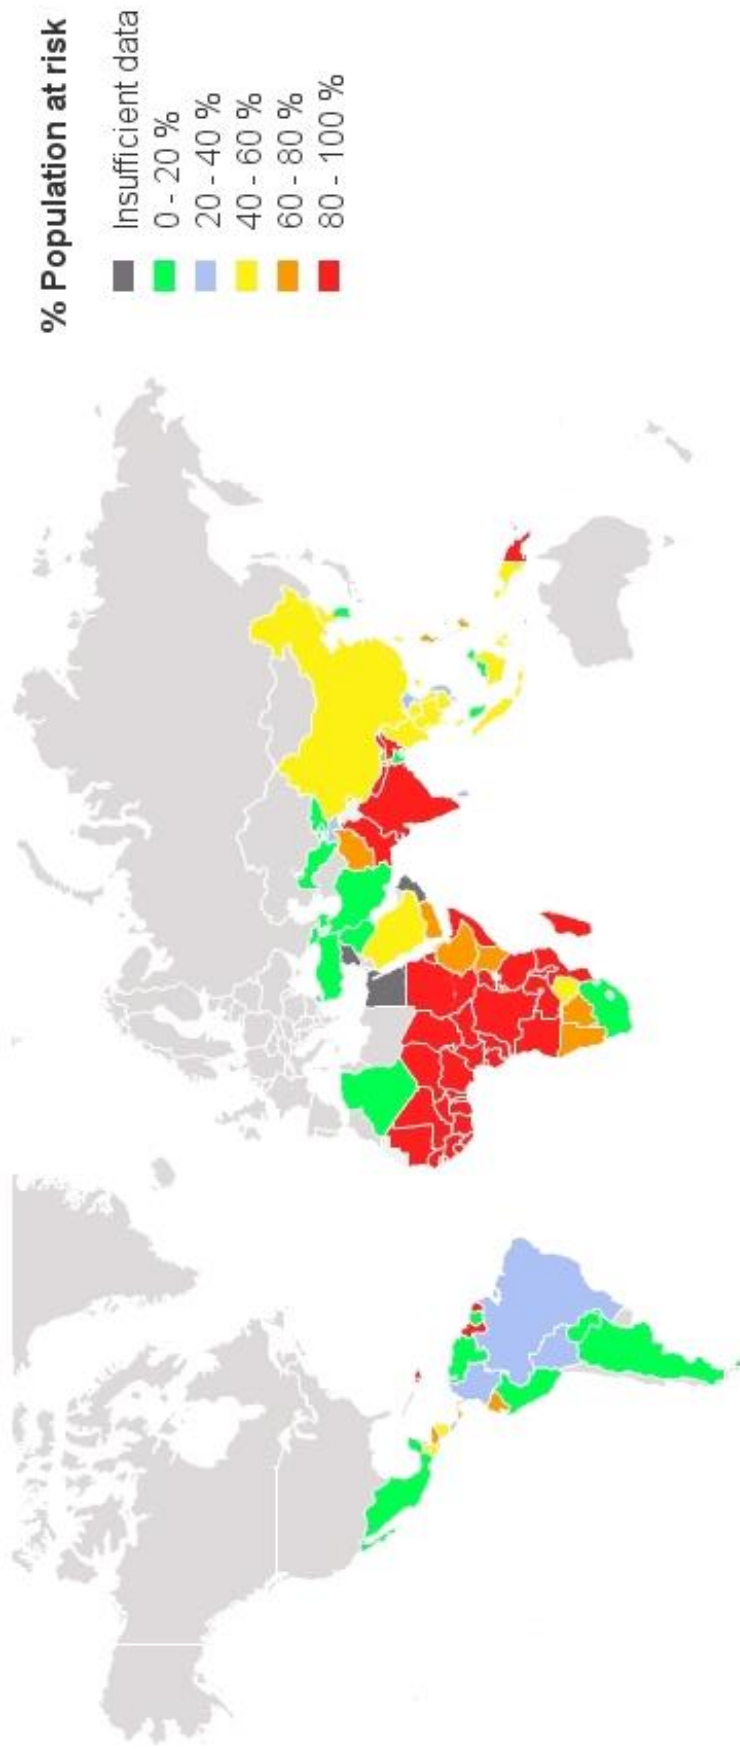 % Population at risk
Insufficient data
0 - 20 %
20 - 40 %
40 - 60 %
60 - 80 %
80 - 100 %